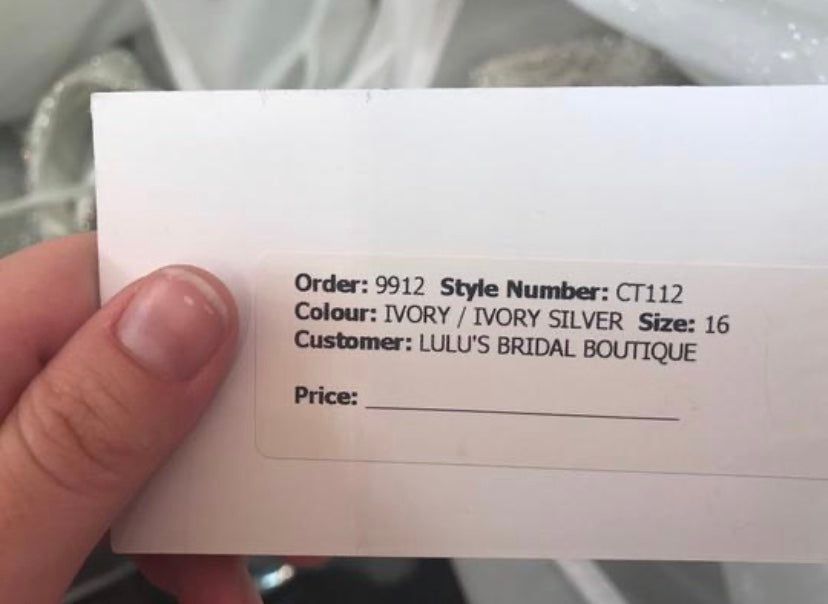 Order: 9912 Style Number: CT112
Colour: IVORY / IVORY SILVER Size: 16
Customer: LULU'S BRIDAL BOUTIQUE
Price: